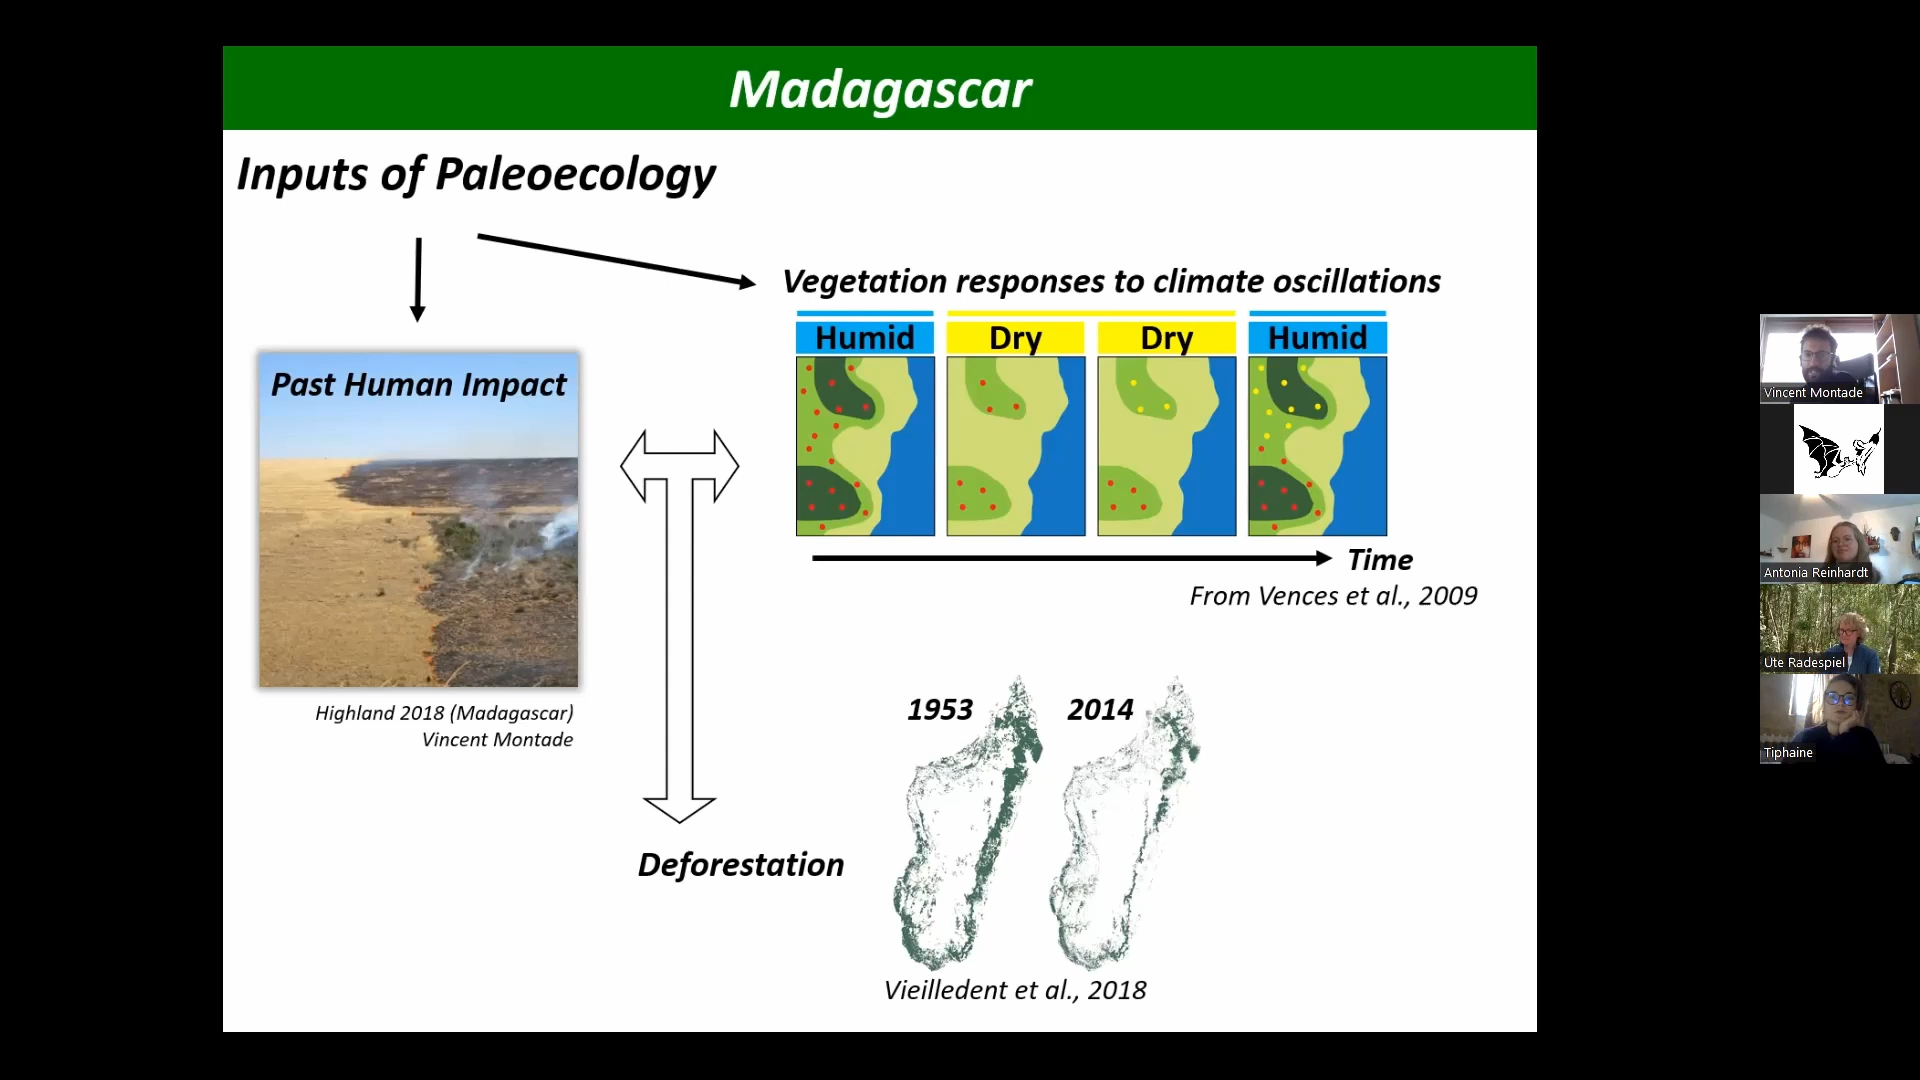 Madagascar
Inputs of Paleoecology
Vegetation responses to climate oscillations
Humid
Dry
Dry
Humid
Past Human Impact
Time
From Vences et al., 2009
Highland 2018 (Madagascar)
Vincent Montade
1953
2014
Deforestation
Vieilledent et al., 2018
Vincent Montade
Antonia Reinhardt
Ute Radespiel
Tiphaine